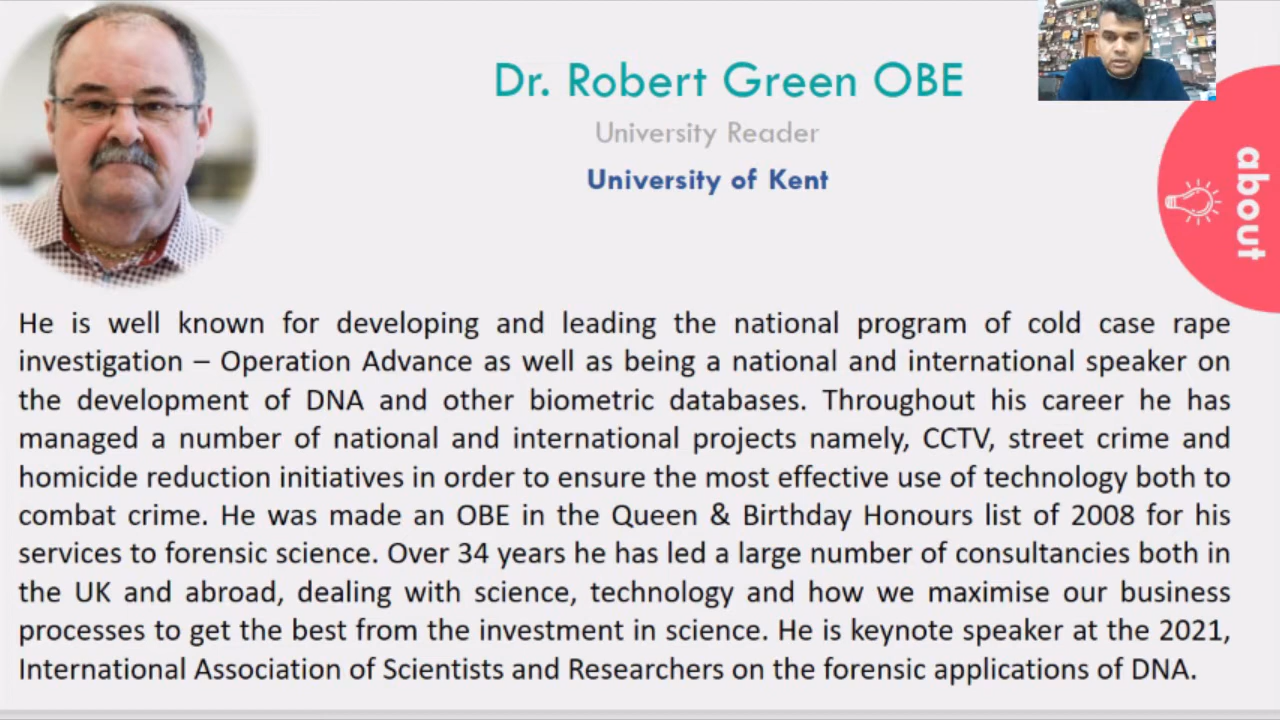 Dr. Robert Green OBE
University Reader
University of Kent
about
He is well known for developing and leading the national program of cold case rape
investigation – Operation Advance as well as being a national and international speaker on
the development of DNA and other biometric databases. Throughout his career he has
managed a number of national and international projects namely, CCTV, street crime and
homicide reduction initiatives in order to ensure the most effective use of technology both to
combat crime. He was made an OBE in the Queen & Birthday Honours list of 2008 for his
services to forensic science. Over 34 years he has led a large number of consultancies both in
the UK and abroad, dealing with science, technology and how we maximise our business
processes to get the best from the investment in science. He is keynote speaker at the 2021,
International Association of Scientists and Researchers on the forensic applications of DNA.